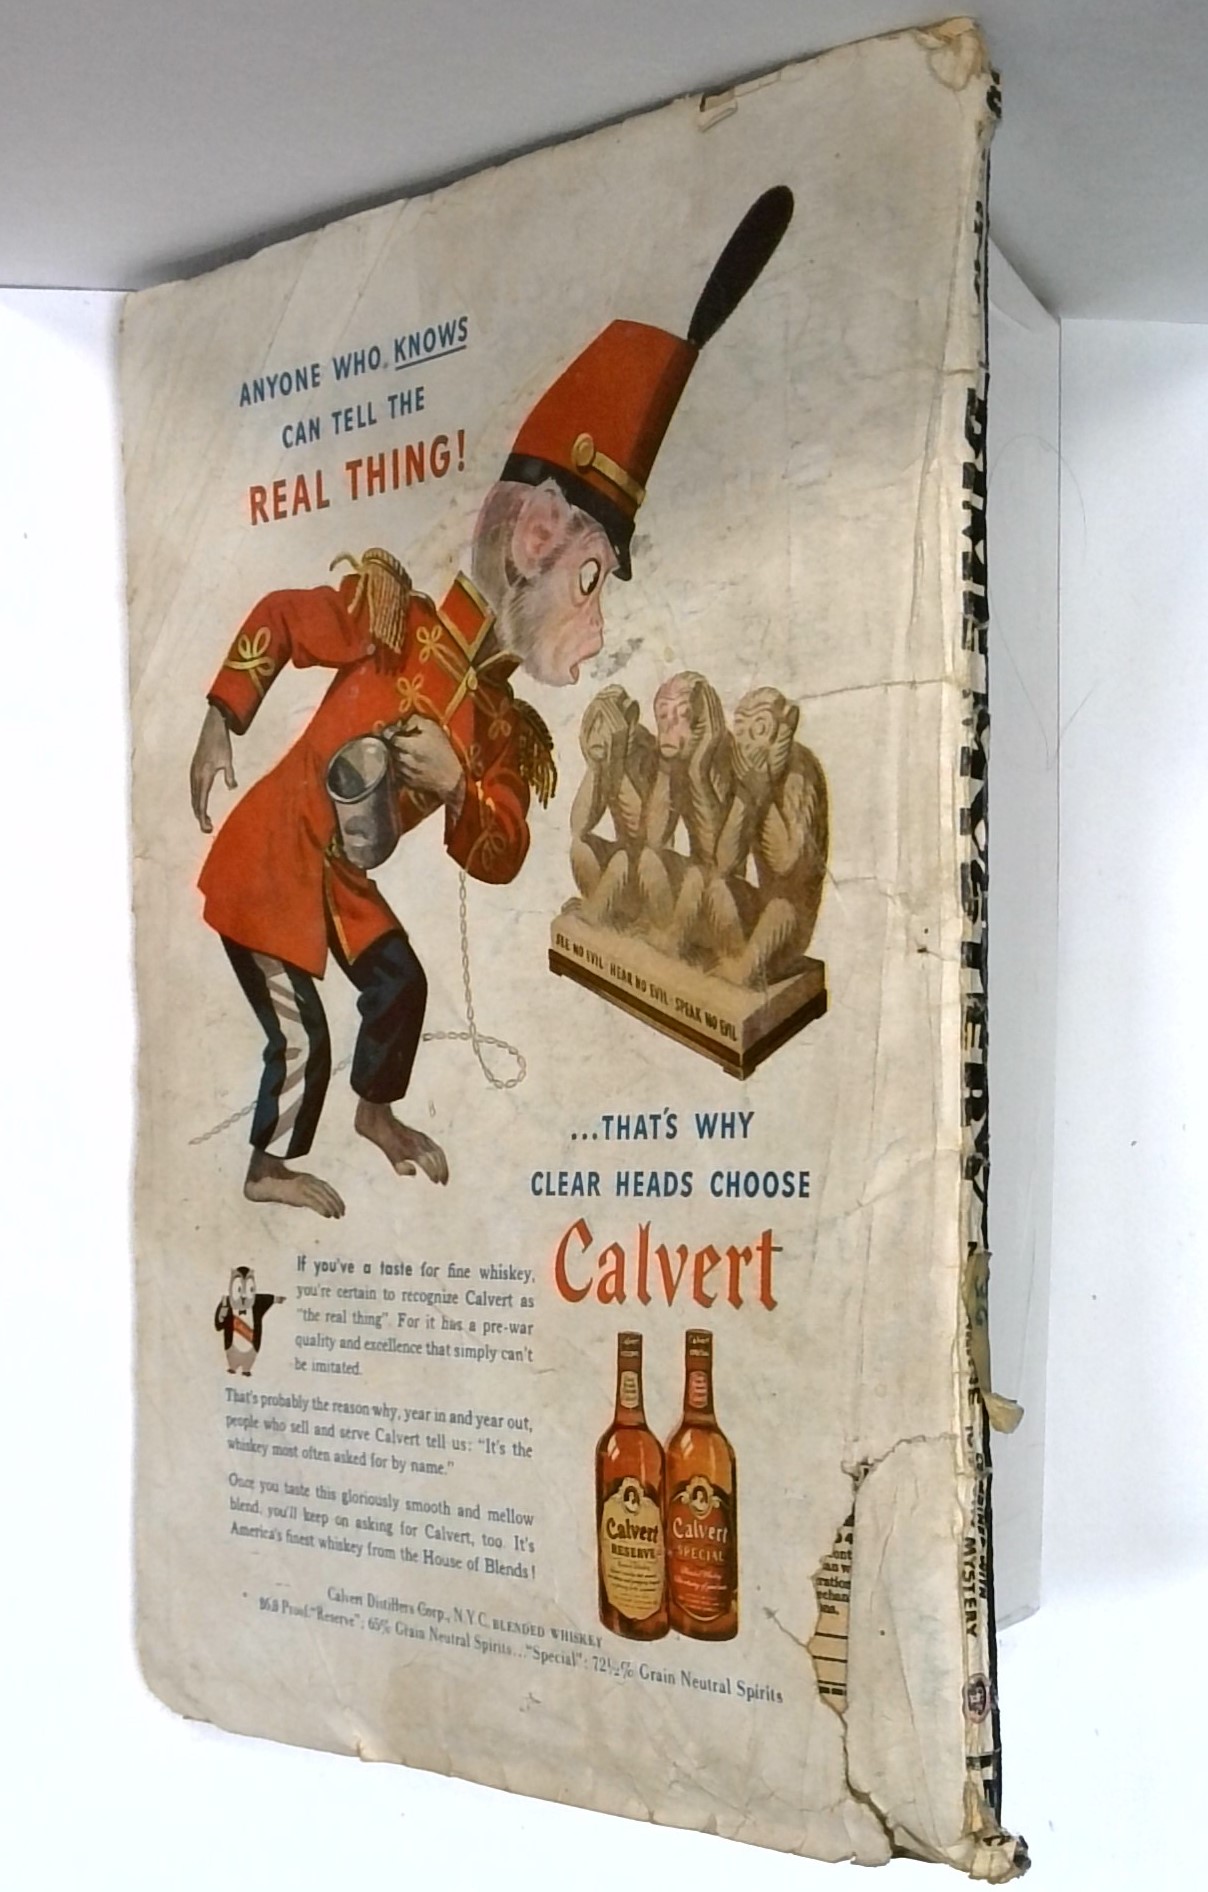 ANYONE WHO KNOWS
CAN TELL THE
REAL THING!
SEE NO EVIL · HEAR NO EVIL · SPEAK NO EVIL
...THAT'S WHY
CLEAR HEADS CHOOSE
Calvert
If you've a taste for fine whiskey,
you're certain to recognize Calvert as
"the real thing". For it has a pre-war
quality and excellence that simply can't
be imitated.
That's probably the reason why, year in and year out,
people who sell and serve Calvert tell us: "It's the
whiskey most often asked for by name."
Once you taste this gloriously smooth and mellow
blend, you'll keep on asking for Calvert, too. It's
America's finest whiskey from the House of Blends!
Calvert
RESERVE
Calvert
SPECIAL
Calvert Distillers Corp., N.Y.C. BLENDED WHISKEY
86.8 Proof. "Reserve": 65% Grain Neutral Spirits... "Special": 72½% Grain Neutral Spirits
DIME MYSTERY
MYSTERY